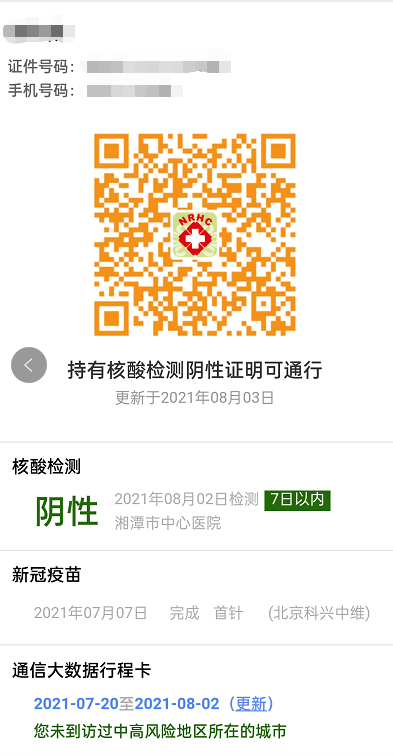 证件号码：
手机号码：
NRHC
持有核酸检测阴性证明可通行
更新于2021年08月03日
核酸检测
阴性
2021年08月02日检测 7日以内
湘潭市中心医院
新冠疫苗
2021年07月07日 完成 首针 (北京科兴中维)
通信大数据行程卡
2021-07-20至2021-08-02（更新）
您未到访过中高风险地区所在的城市